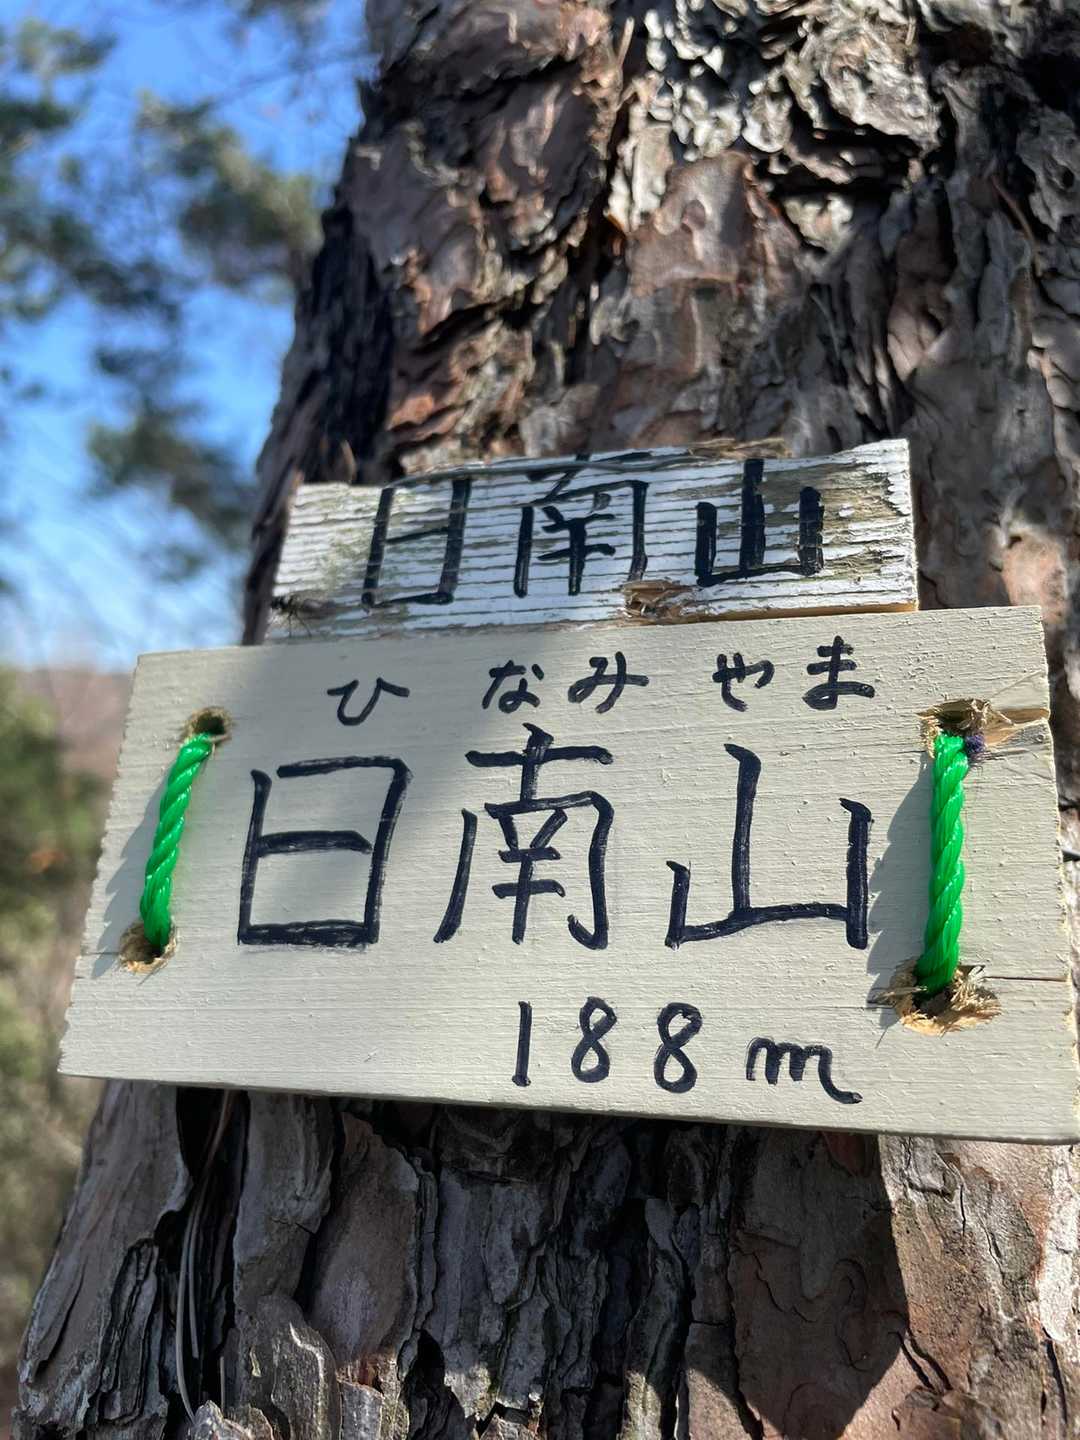 日南山
ひ なみ やま
日南山
188m